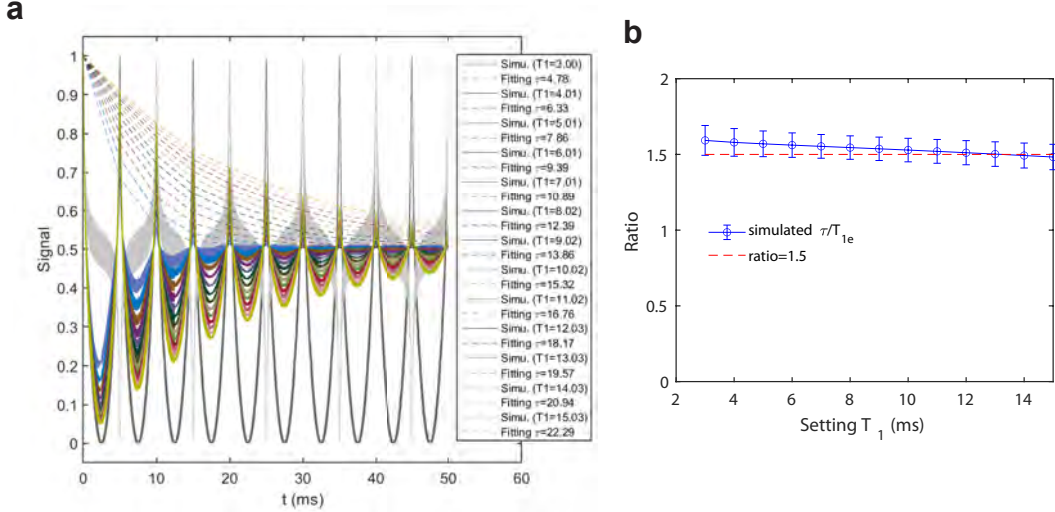 a
1
0.9
0.8
0.7
0.6
0.5
0.4
0.3
0.2
0.1
0
Signal
0 10 20 30 40 50 60
t (ms)
Simu. (T1=3.00)
Fitting τ=4.78
Simu. (T1=4.01)
Fitting τ=6.33
Simu. (T1=5.01)
Fitting τ=7.86
Simu. (T1=6.01)
Fitting τ=9.39
Simu. (T1=7.01)
Fitting τ=10.89
Simu. (T1=8.02)
Fitting τ=12.39
Simu. (T1=9.02)
Fitting τ=13.86
Simu. (T1=10.02)
Fitting τ=15.32
Simu. (T1=11.02)
Fitting τ=16.76
Simu. (T1=12.03)
Fitting τ=18.17
Simu. (T1=13.03)
Fitting τ=19.57
Simu. (T1=14.03)
Fitting τ=20.94
Simu. (T1=15.03)
Fitting τ=22.29
b
2
1.5
1
0.5
0
Ratio
simulated τ/T1e
ratio=1.5
2 4 6 8 10 12 14
Setting T 1 (ms)